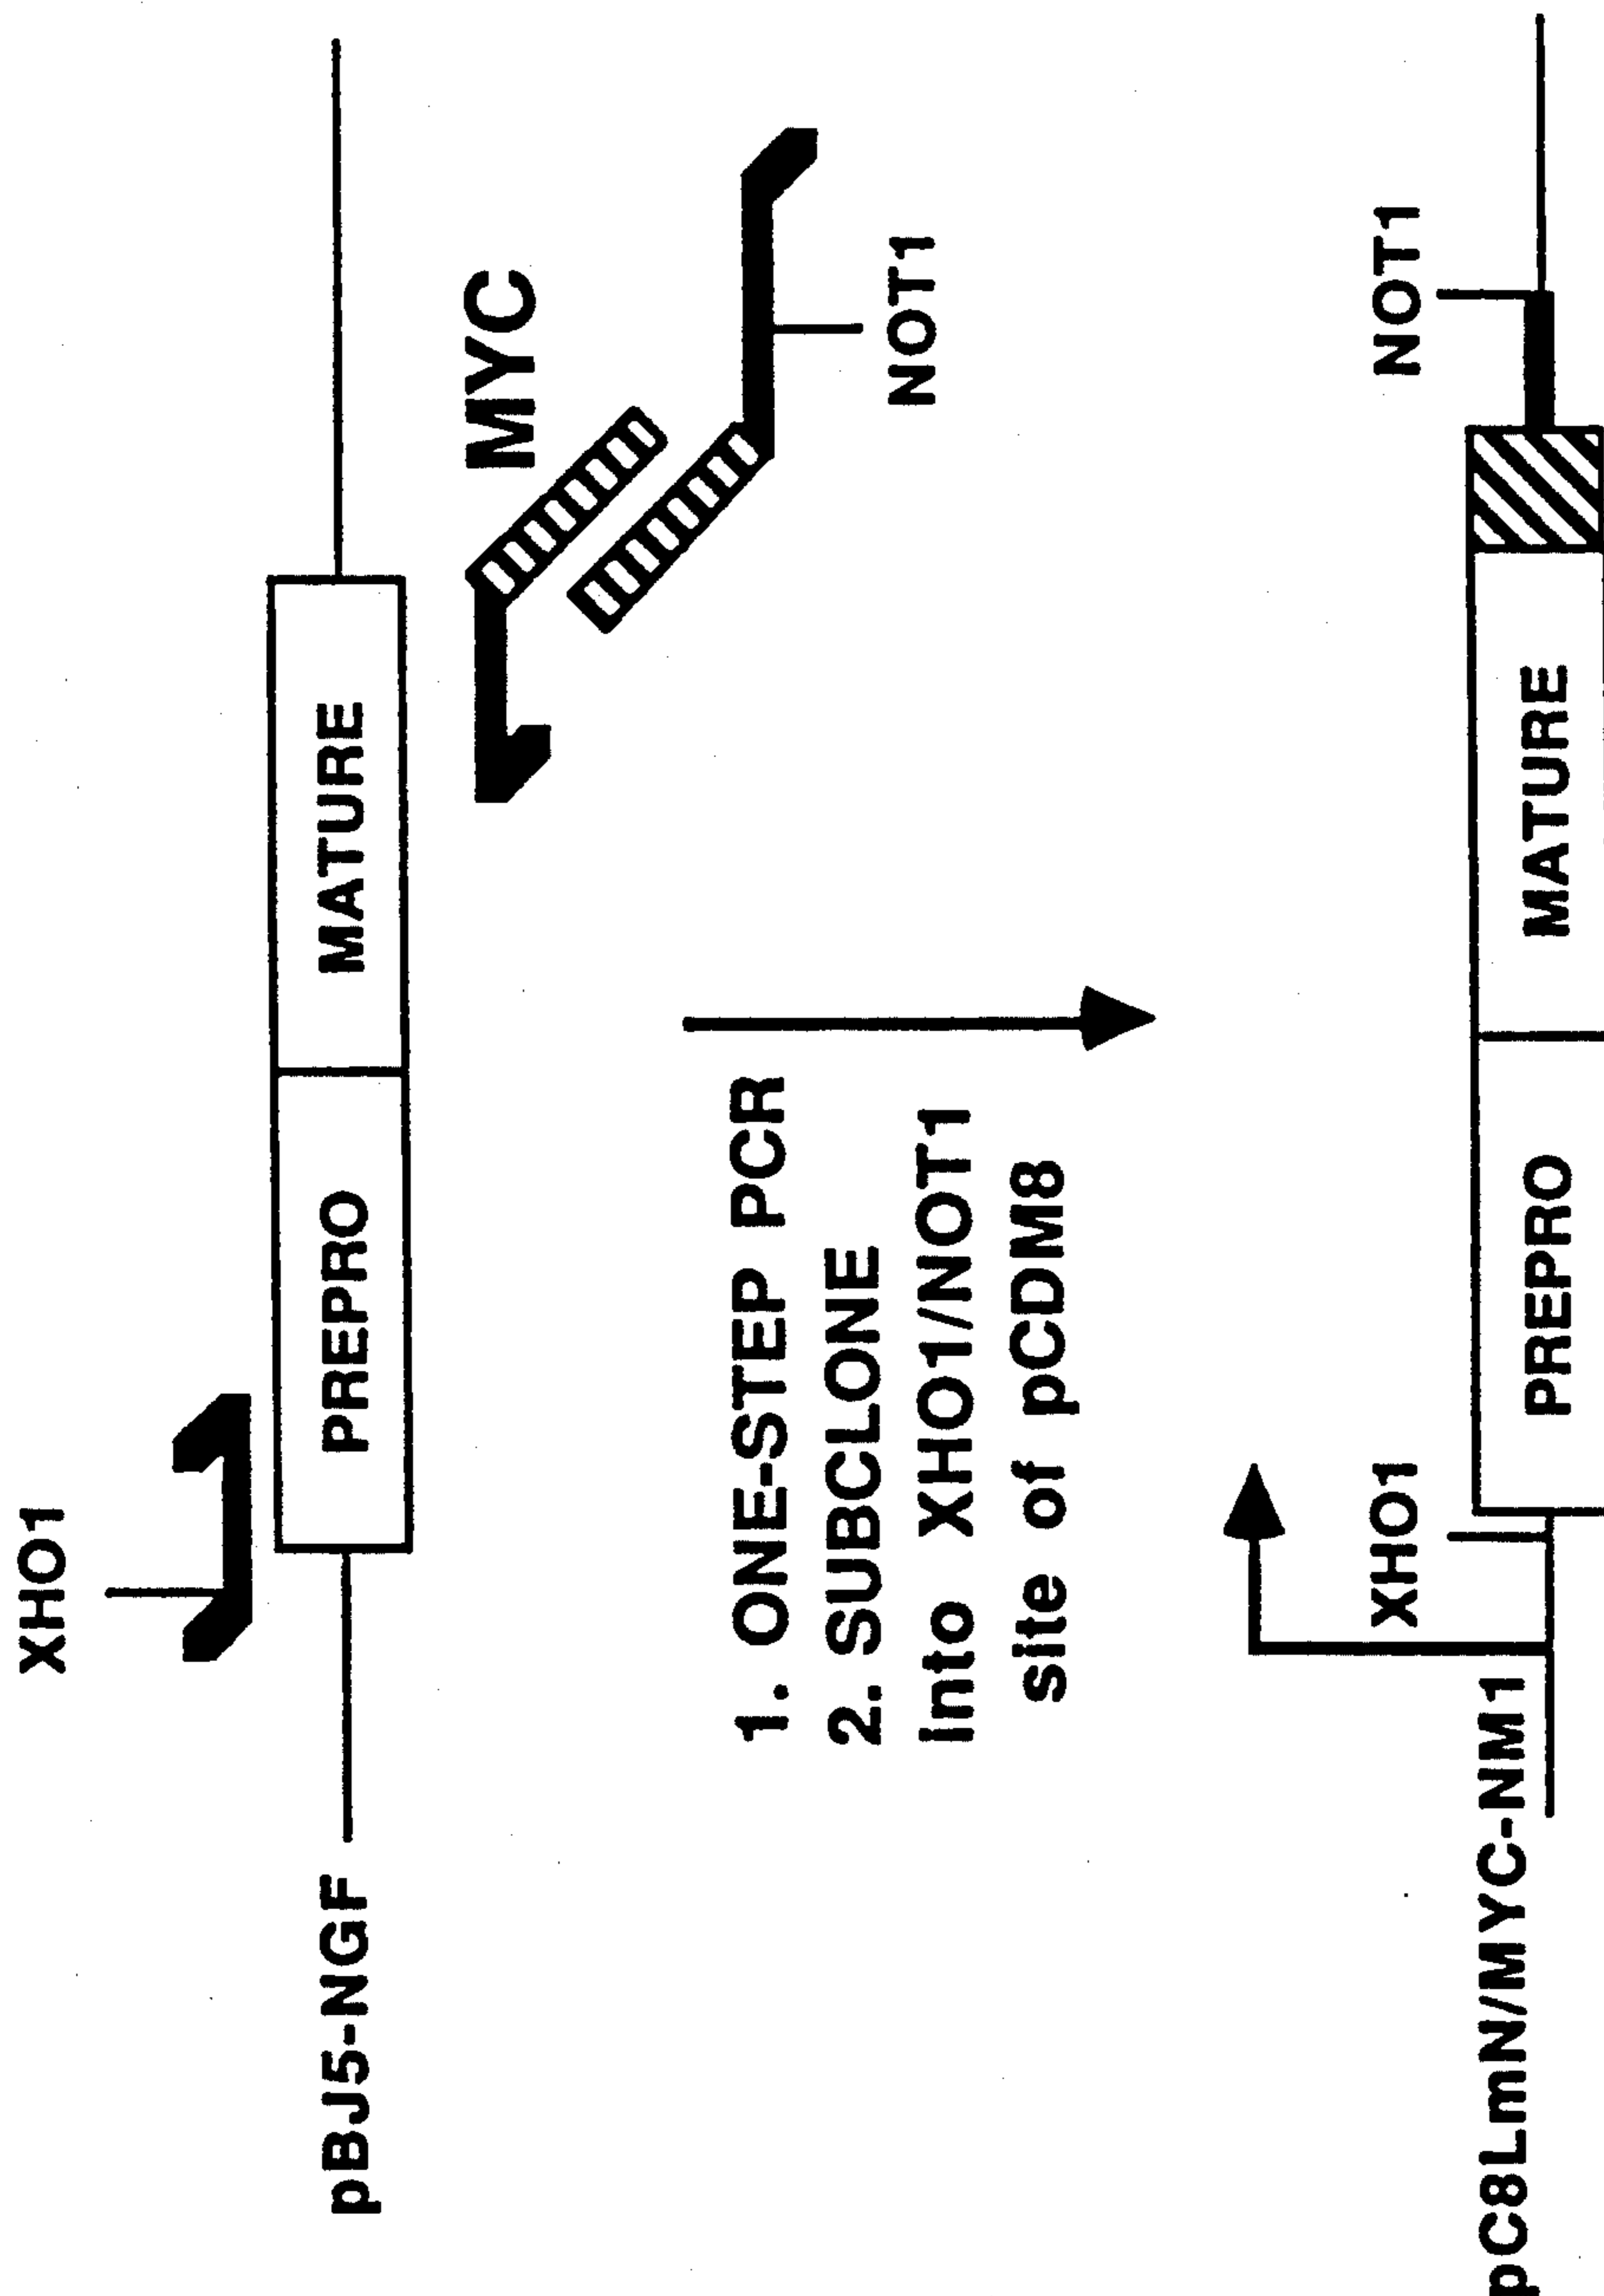 XHO1
pBJ5-NGF
PREPRO
MATURE
MYC
NOT1
1. ONE-STEP PCR
2. SUBCLONE
into XHO1/NOT1
site of pCDM8
XHO1
NOT1
pC8LmN/MYC-NM1
PREPRO
MATURE